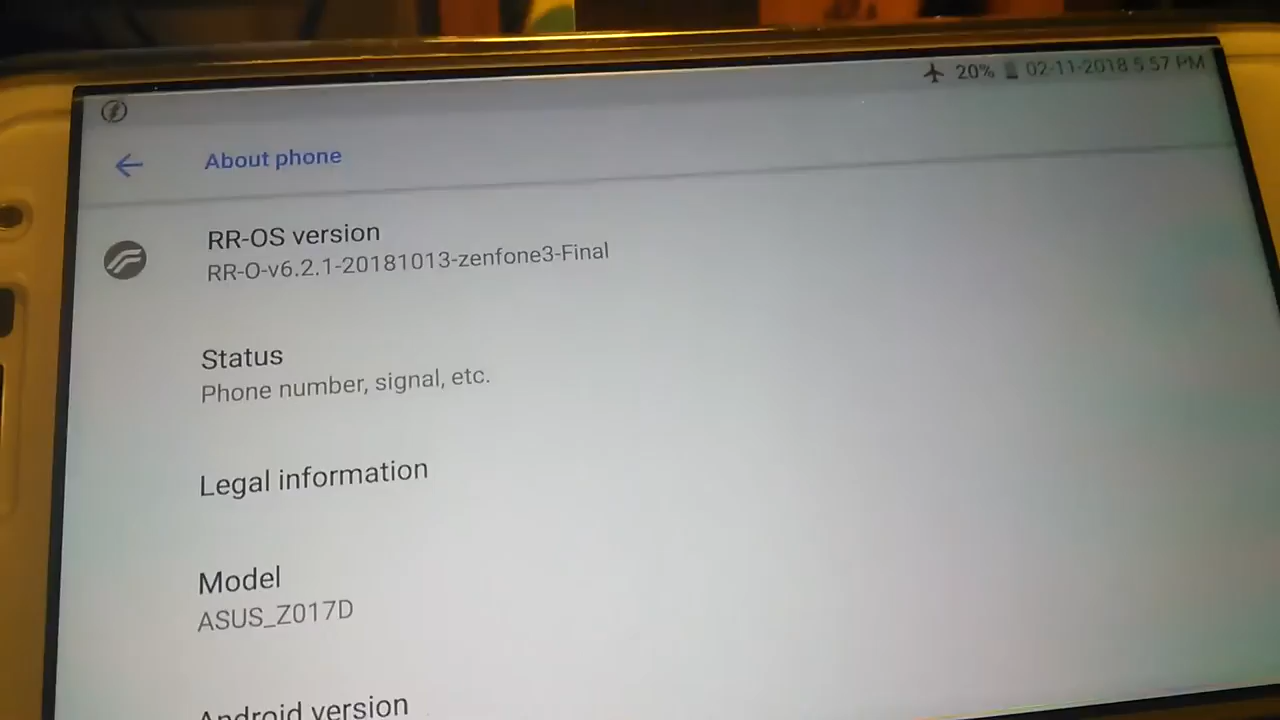 20% 02-11-2018 5:57 PM
About phone
RR-OS version
RR-O-v6.2.1-20181013-zenfone3-Final
Status
Phone number, signal, etc.
Legal information
Model
ASUS_Z017D
Android version